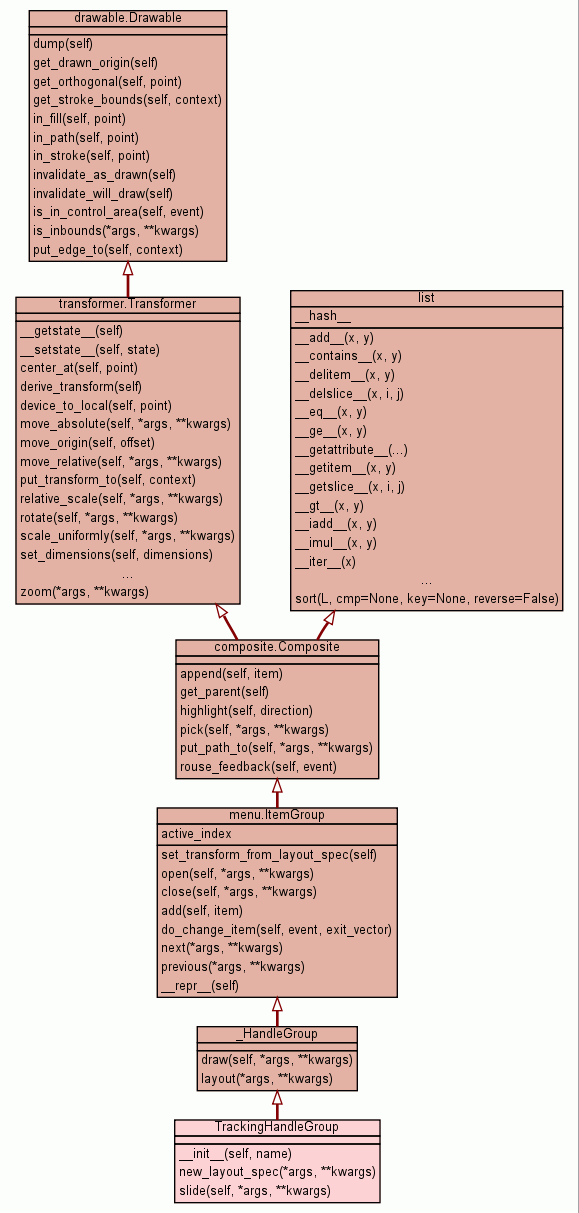 drawable.Drawable
dump(self)
get_drawn_origin(self)
get_orthogonal(self, point)
get_stroke_bounds(self, context)
in_fill(self, point)
in_path(self, point)
in_stroke(self, point)
invalidate_as_drawn(self)
invalidate_will_draw(self)
is_in_control_area(self, event)
is_inbounds(*args, **kwargs)
put_edge_to(self, context)
transformer.Transformer
__getstate__(self)
__setstate__(self, state)
center_at(self, point)
derive_transform(self)
device_to_local(self, point)
move_absolute(self, *args, **kwargs)
move_origin(self, offset)
move_relative(self, *args, **kwargs)
put_transform_to(self, context)
relative_scale(self, *args, **kwargs)
rotate(self, *args, **kwargs)
scale_uniformly(self, *args, **kwargs)
set_dimensions(self, dimensions)
...
zoom(*args, **kwargs)
list
__hash__
__add__(x, y)
__contains__(x, y)
__delitem__(x, y)
__delslice__(x, i, j)
__eq__(x, y)
__ge__(x, y)
__getattribute__(...)
__getitem__(x, y)
__getslice__(x, i, j)
__gt__(x, y)
__iadd__(x, y)
__imul__(x, y)
__iter__(x)
...
sort(L, cmp=None, key=None, reverse=False)
composite.Composite
append(self, item)
get_parent(self)
highlight(self, direction)
pick(self, *args, **kwargs)
put_path_to(self, *args, **kwargs)
rouse_feedback(self, event)
menu.ItemGroup
active_index
set_transform_from_layout_spec(self)
open(self, *args, **kwargs)
close(self, *args, **kwargs)
add(self, item)
do_change_item(self, event, exit_vector)
next(*args, **kwargs)
previous(*args, **kwargs)
__repr__(self)
_HandleGroup
draw(self, *args, **kwargs)
layout(*args, **kwargs)
TrackingHandleGroup
__init__(self, name)
new_layout_spec(*args, **kwargs)
slide(self, *args, **kwargs)